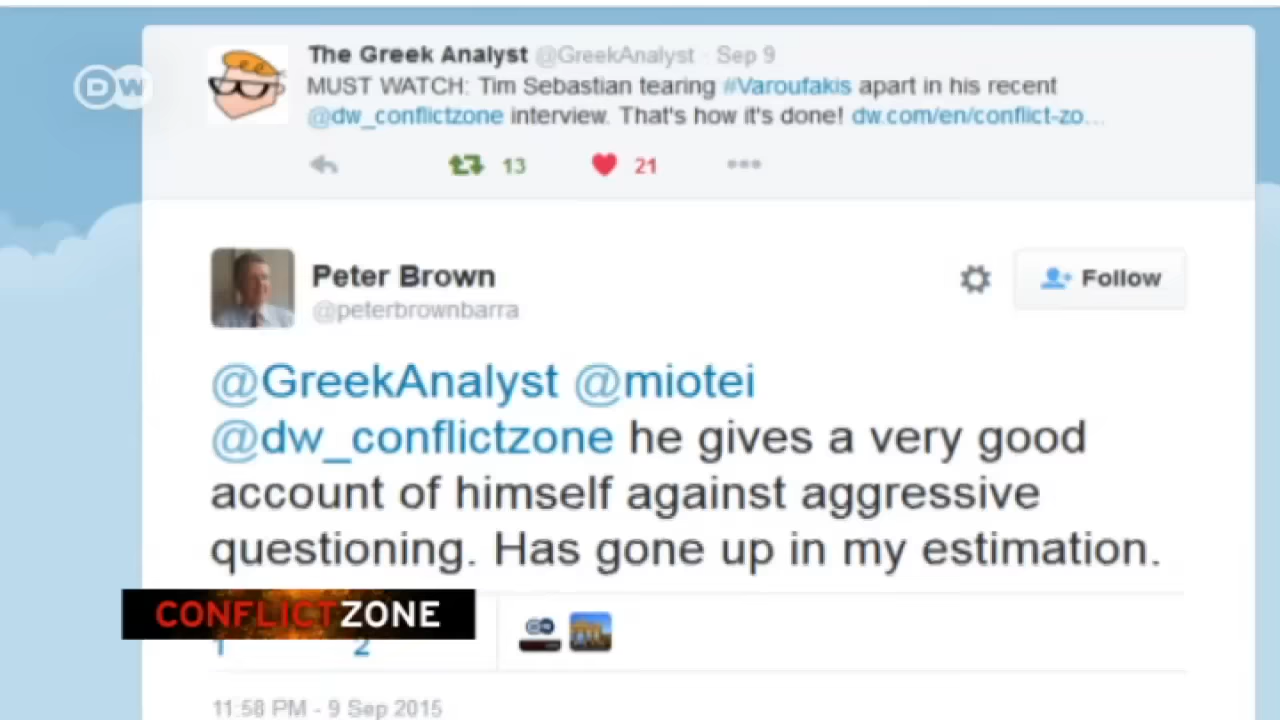 The Greek Analyst @GreekAnalyst · Sep 9
MUST WATCH: Tim Sebastian tearing #Varoufakis apart in his recent
@dw_conflictzone interview. That's how it's done! dw.com/en/conflict-zo...
13 21
DW
Peter Brown
@peterbrownbarra
Follow
@GreekAnalyst @miotei
@dw_conflictzone he gives a very good
account of himself against aggressive
questioning. Has gone up in my estimation.
CONFLICTZONE
1 2
11:58 PM - 9 Sep 2015